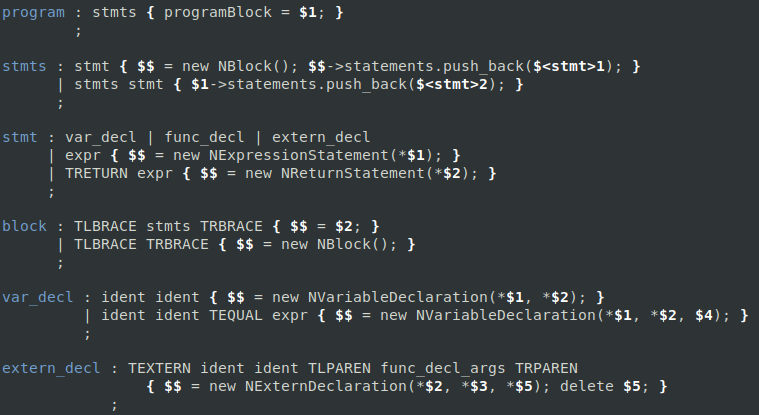 program : stmts { programBlock = $1; }
        ;

stmts : stmt { $$ = new NBlock(); $$->statements.push_back($<stmt>1); }
      | stmts stmt { $1->statements.push_back($<stmt>2); }
      ;

stmt : var_decl | func_decl | extern_decl
     | expr { $$ = new NExpressionStatement(*$1); }
     | TRETURN expr { $$ = new NReturnStatement(*$2); }
     ;

block : TLBRACE stmts TRBRACE { $$ = $2; }
      | TLBRACE TRBRACE { $$ = new NBlock(); }
      ;

var_decl : ident ident { $$ = new NVariableDeclaration(*$1, *$2); }
         | ident ident TEQUAL expr { $$ = new NVariableDeclaration(*$1, *$2, $4); }
         ;

extern_decl : TEXTERN ident ident TLPAREN func_decl_args TRPAREN
                { $$ = new NExternDeclaration(*$2, *$3, *$5); delete $5; }
            ;